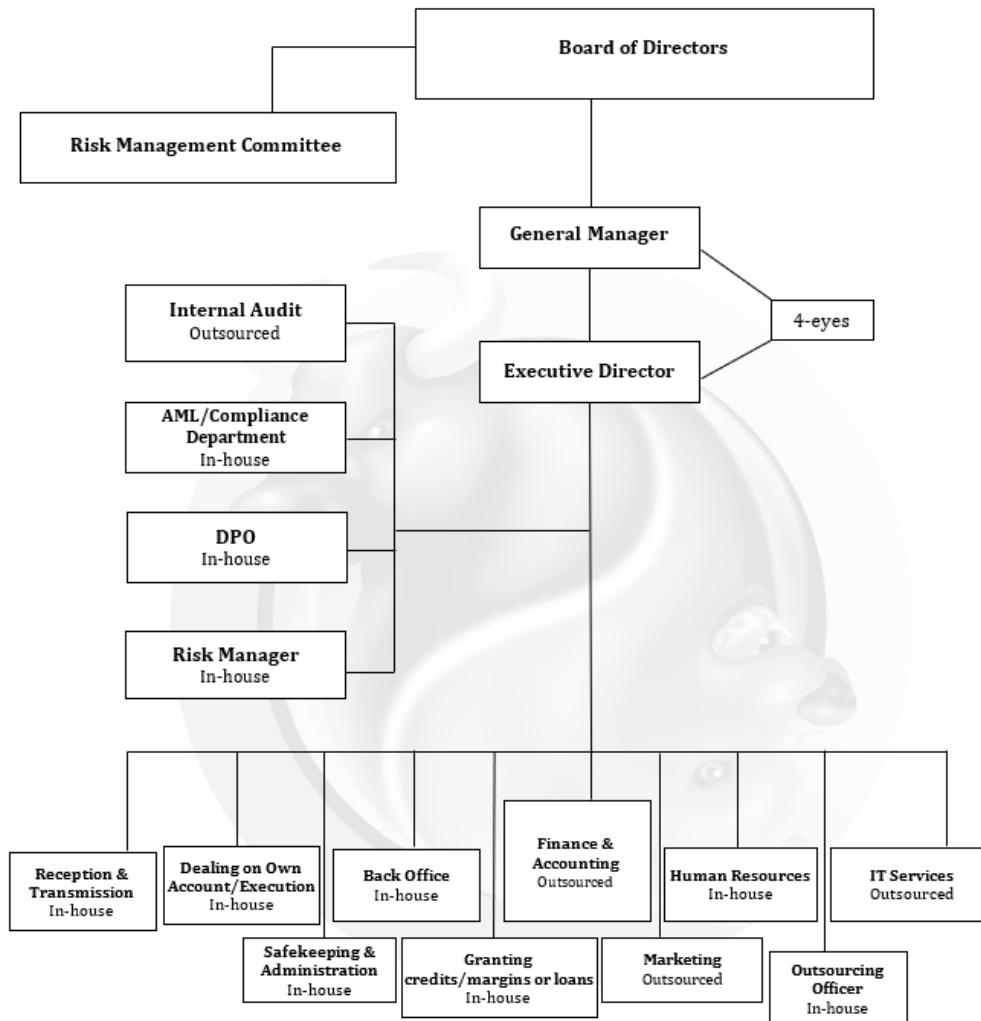 Board of Directors
Risk Management Committee
General Manager
4-eyes
Internal Audit
Outsourced
Executive Director
AML/Compliance
Department
In-house
DPO
In-house
Risk Manager
In-house
Reception &
Transmission
In-house
Dealing on Own
Account/Execution
In-house
Back Office
In-house
Finance &
Accounting
Outsourced
Human Resources
In-house
IT Services
Outsourced
Safekeeping &
Administration
In-house
Granting
credits/margins or loans
In-house
Marketing
Outsourced
Outsourcing
Officer
In-house